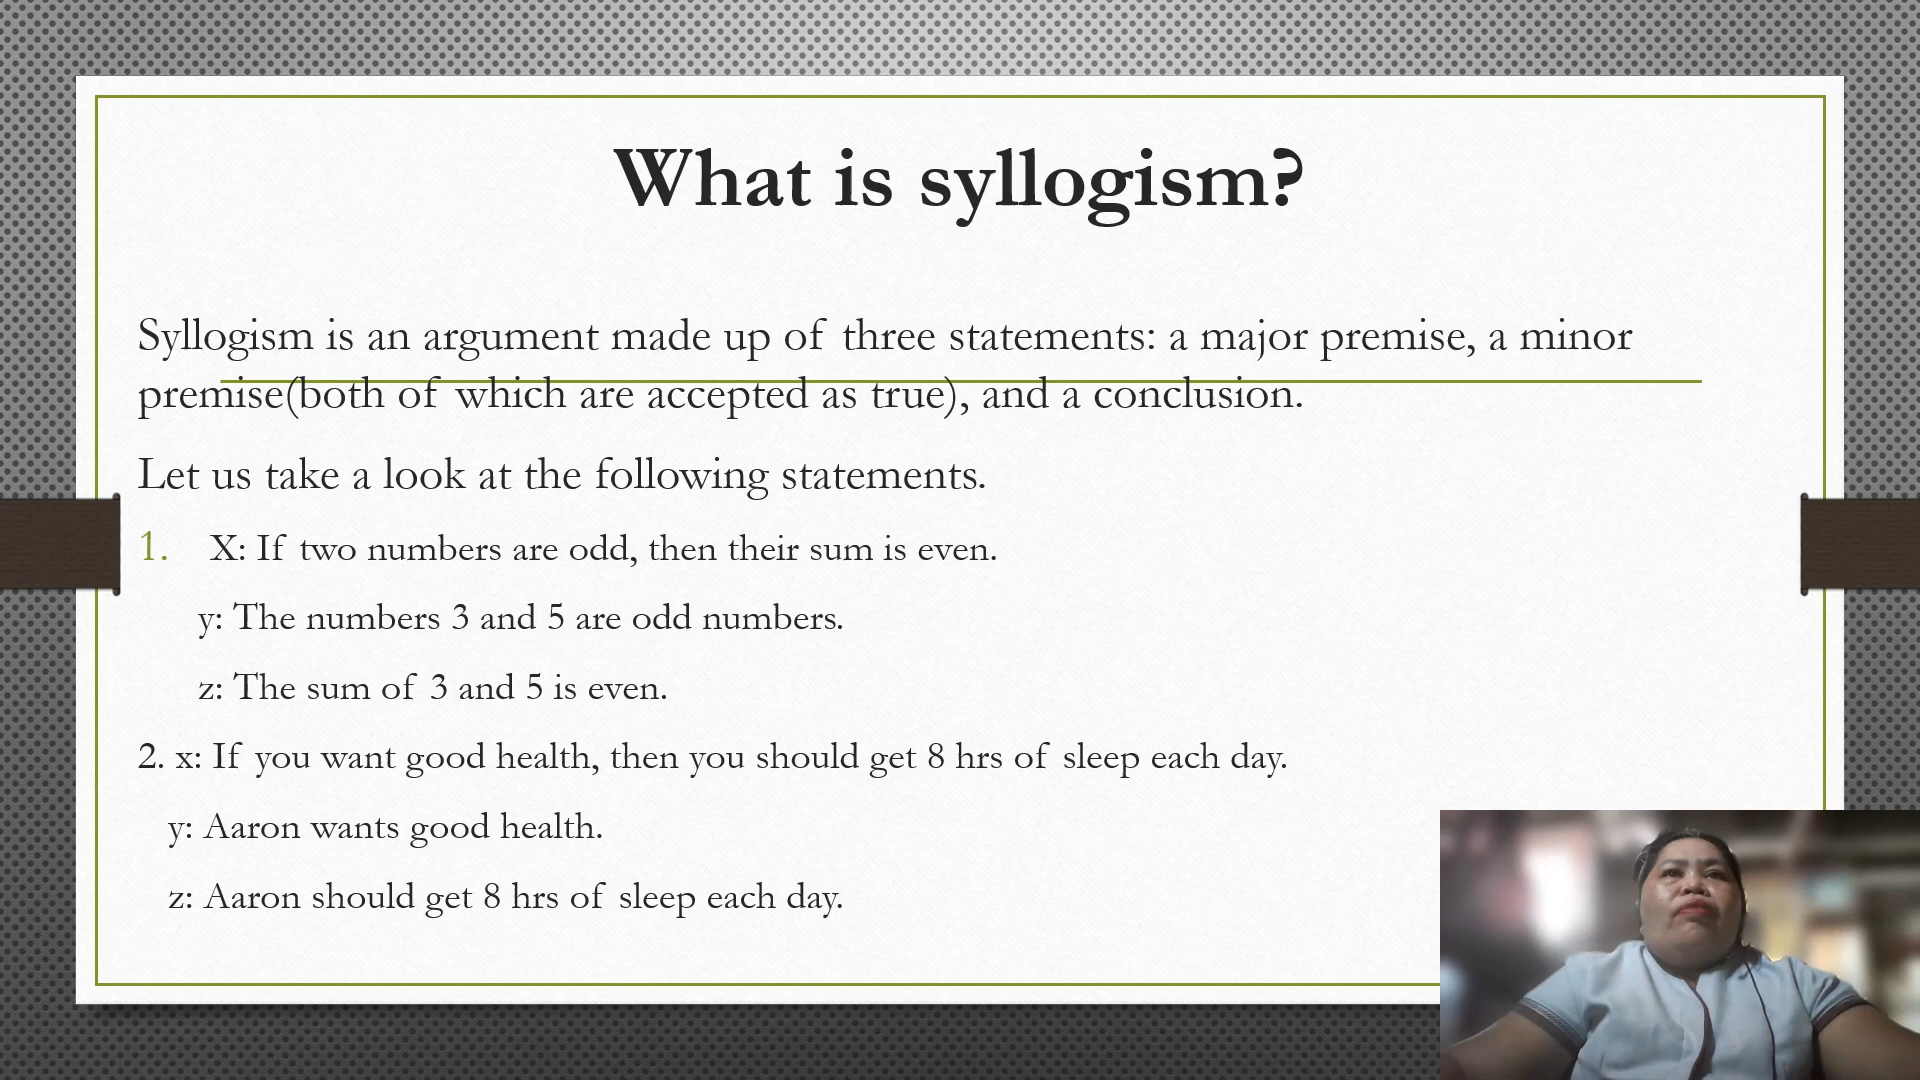 What is syllogism?
Syllogism is an argument made up of three statements: a major premise, a minor
premise(both of which are accepted as true), and a conclusion.
Let us take a look at the following statements.
1. X: If two numbers are odd, then their sum is even.
y: The numbers 3 and 5 are odd numbers.
z: The sum of 3 and 5 is even.
2. x: If you want good health, then you should get 8 hrs of sleep each day.
y: Aaron wants good health.
z: Aaron should get 8 hrs of sleep each day.